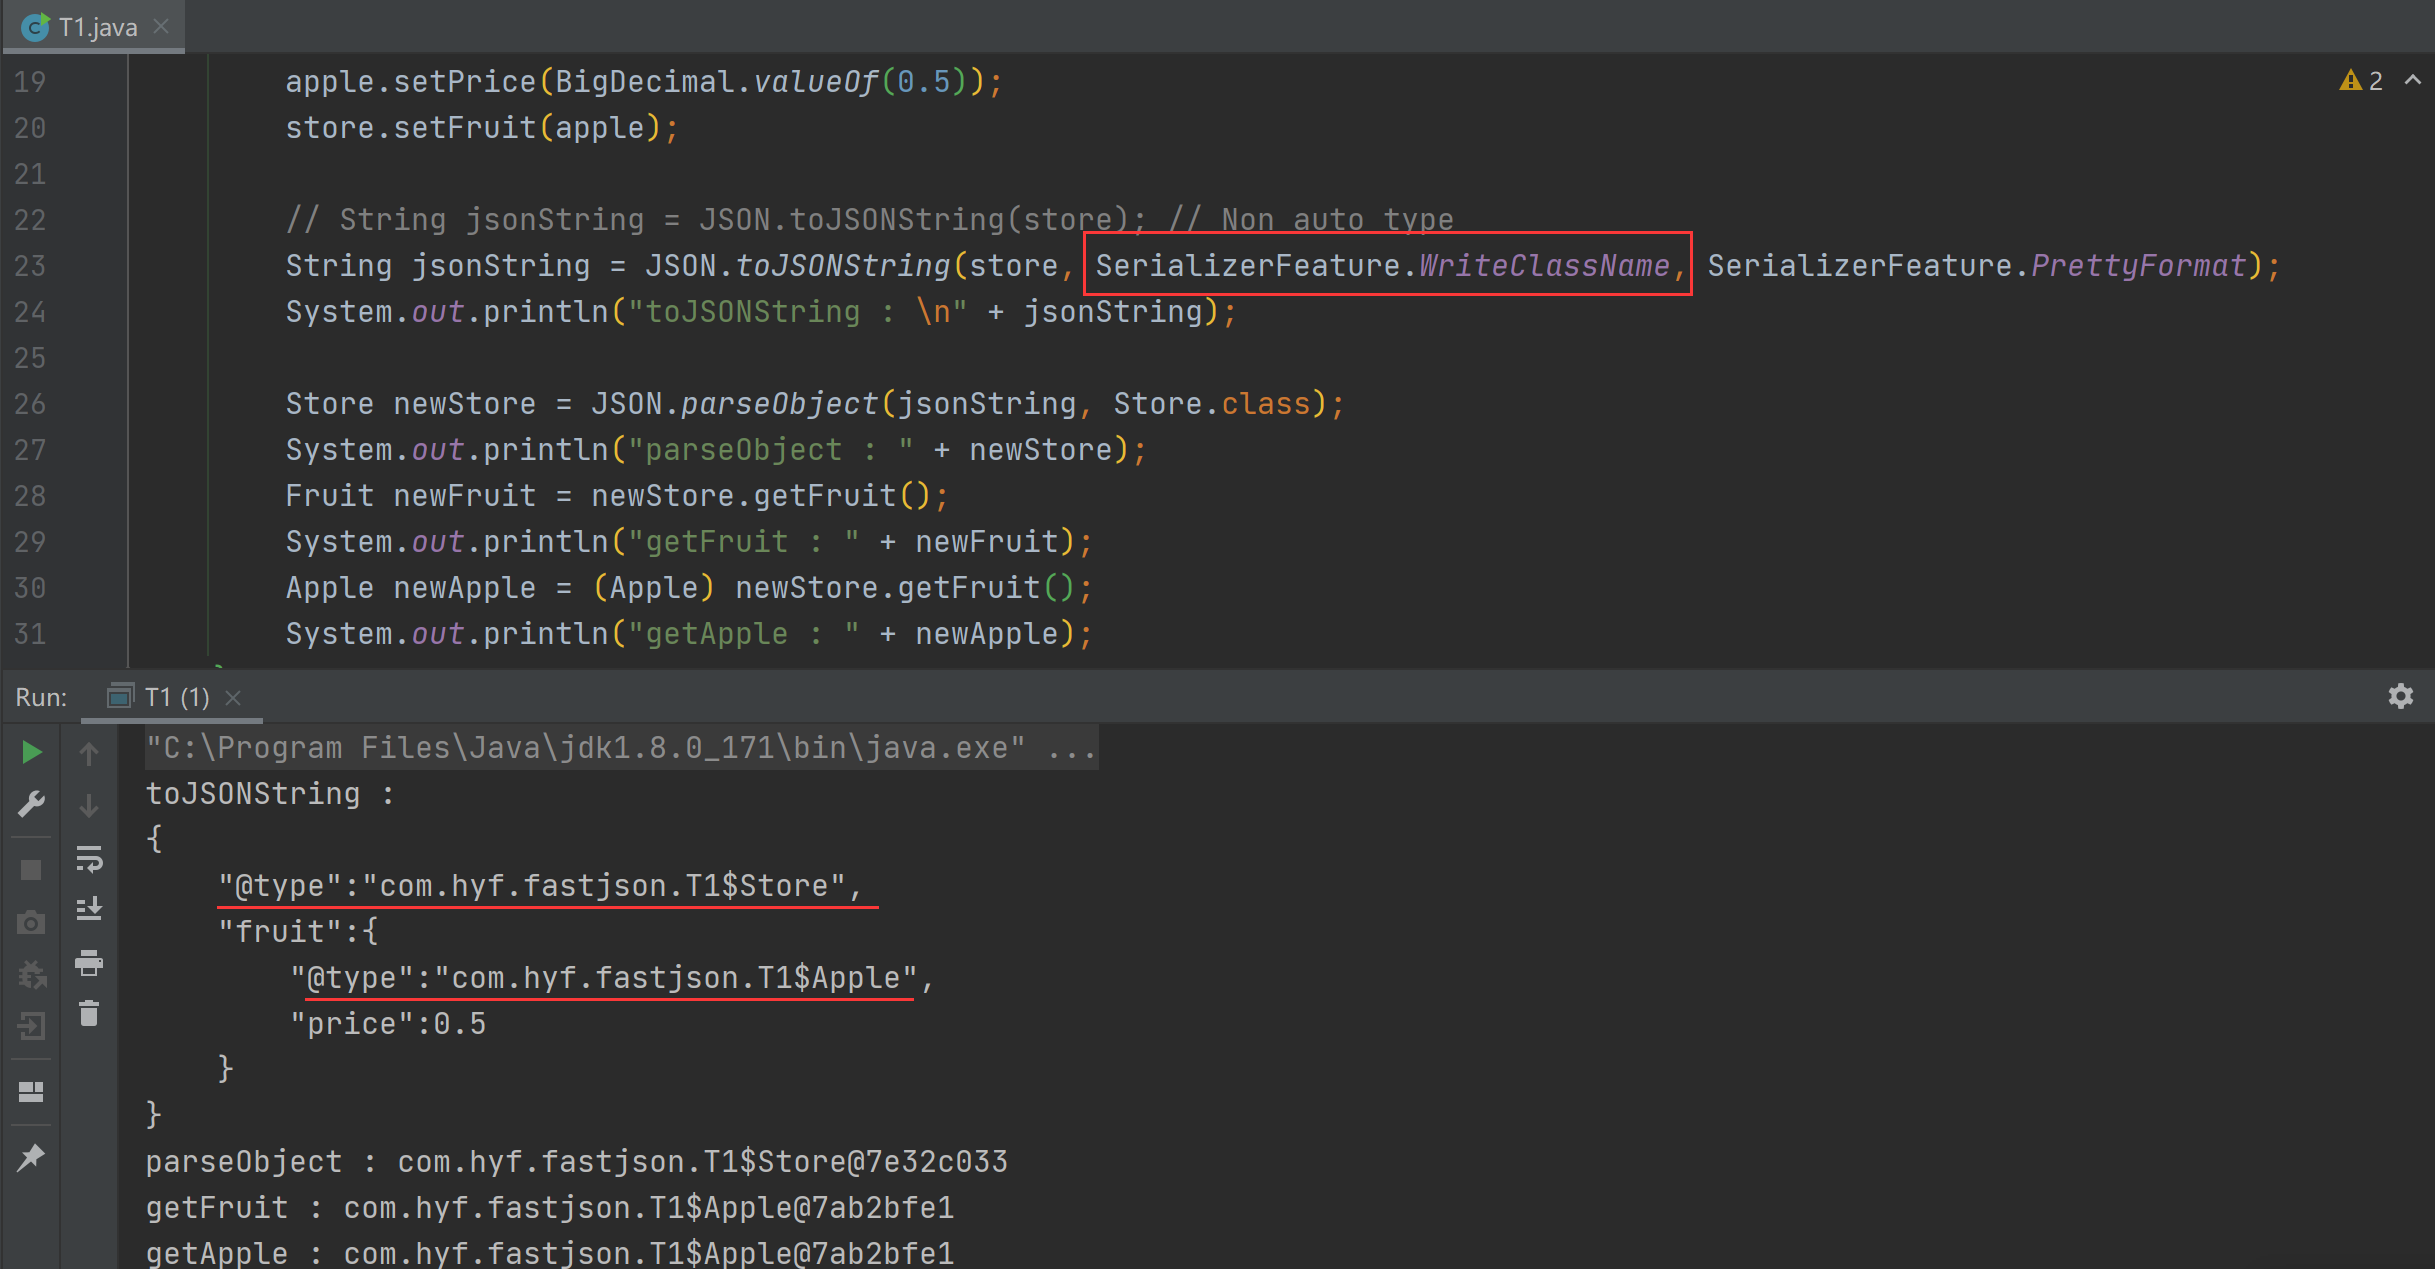 T1.java
19 apple.setPrice(BigDecimal.valueOf(0.5));
2
20 store.setFruit(apple);
21
22 // String jsonString = JSON.toJSONString(store); // Non auto type
23 String jsonString = JSON.toJSONString(store, SerializerFeature.WriteClassName, SerializerFeature.PrettyFormat);
24 System.out.println("toJSONString : \n" + jsonString);
25
26 Store newStore = JSON.parseObject(jsonString, Store.class);
27 System.out.println("parseObject : " + newStore);
28 Fruit newFruit = newStore.getFruit();
29 System.out.println("getFruit : " + newFruit);
30 Apple newApple = (Apple) newStore.getFruit();
31 System.out.println("getApple : " + newApple);
Run: T1 (1)
"C:\Program Files\Java\jdk1.8.0_171\bin\java.exe" ...
toJSONString :
{
"@type":"com.hyf.fastjson.T1$Store",
"fruit":{
"@type":"com.hyf.fastjson.T1$Apple",
"price":0.5
}
}
parseObject : com.hyf.fastjson.T1$Store@7e32c033
getFruit : com.hyf.fastjson.T1$Apple@7ab2bfe1
getApple : com.hyf.fastjson.T1$Apple@7ab2bfe1